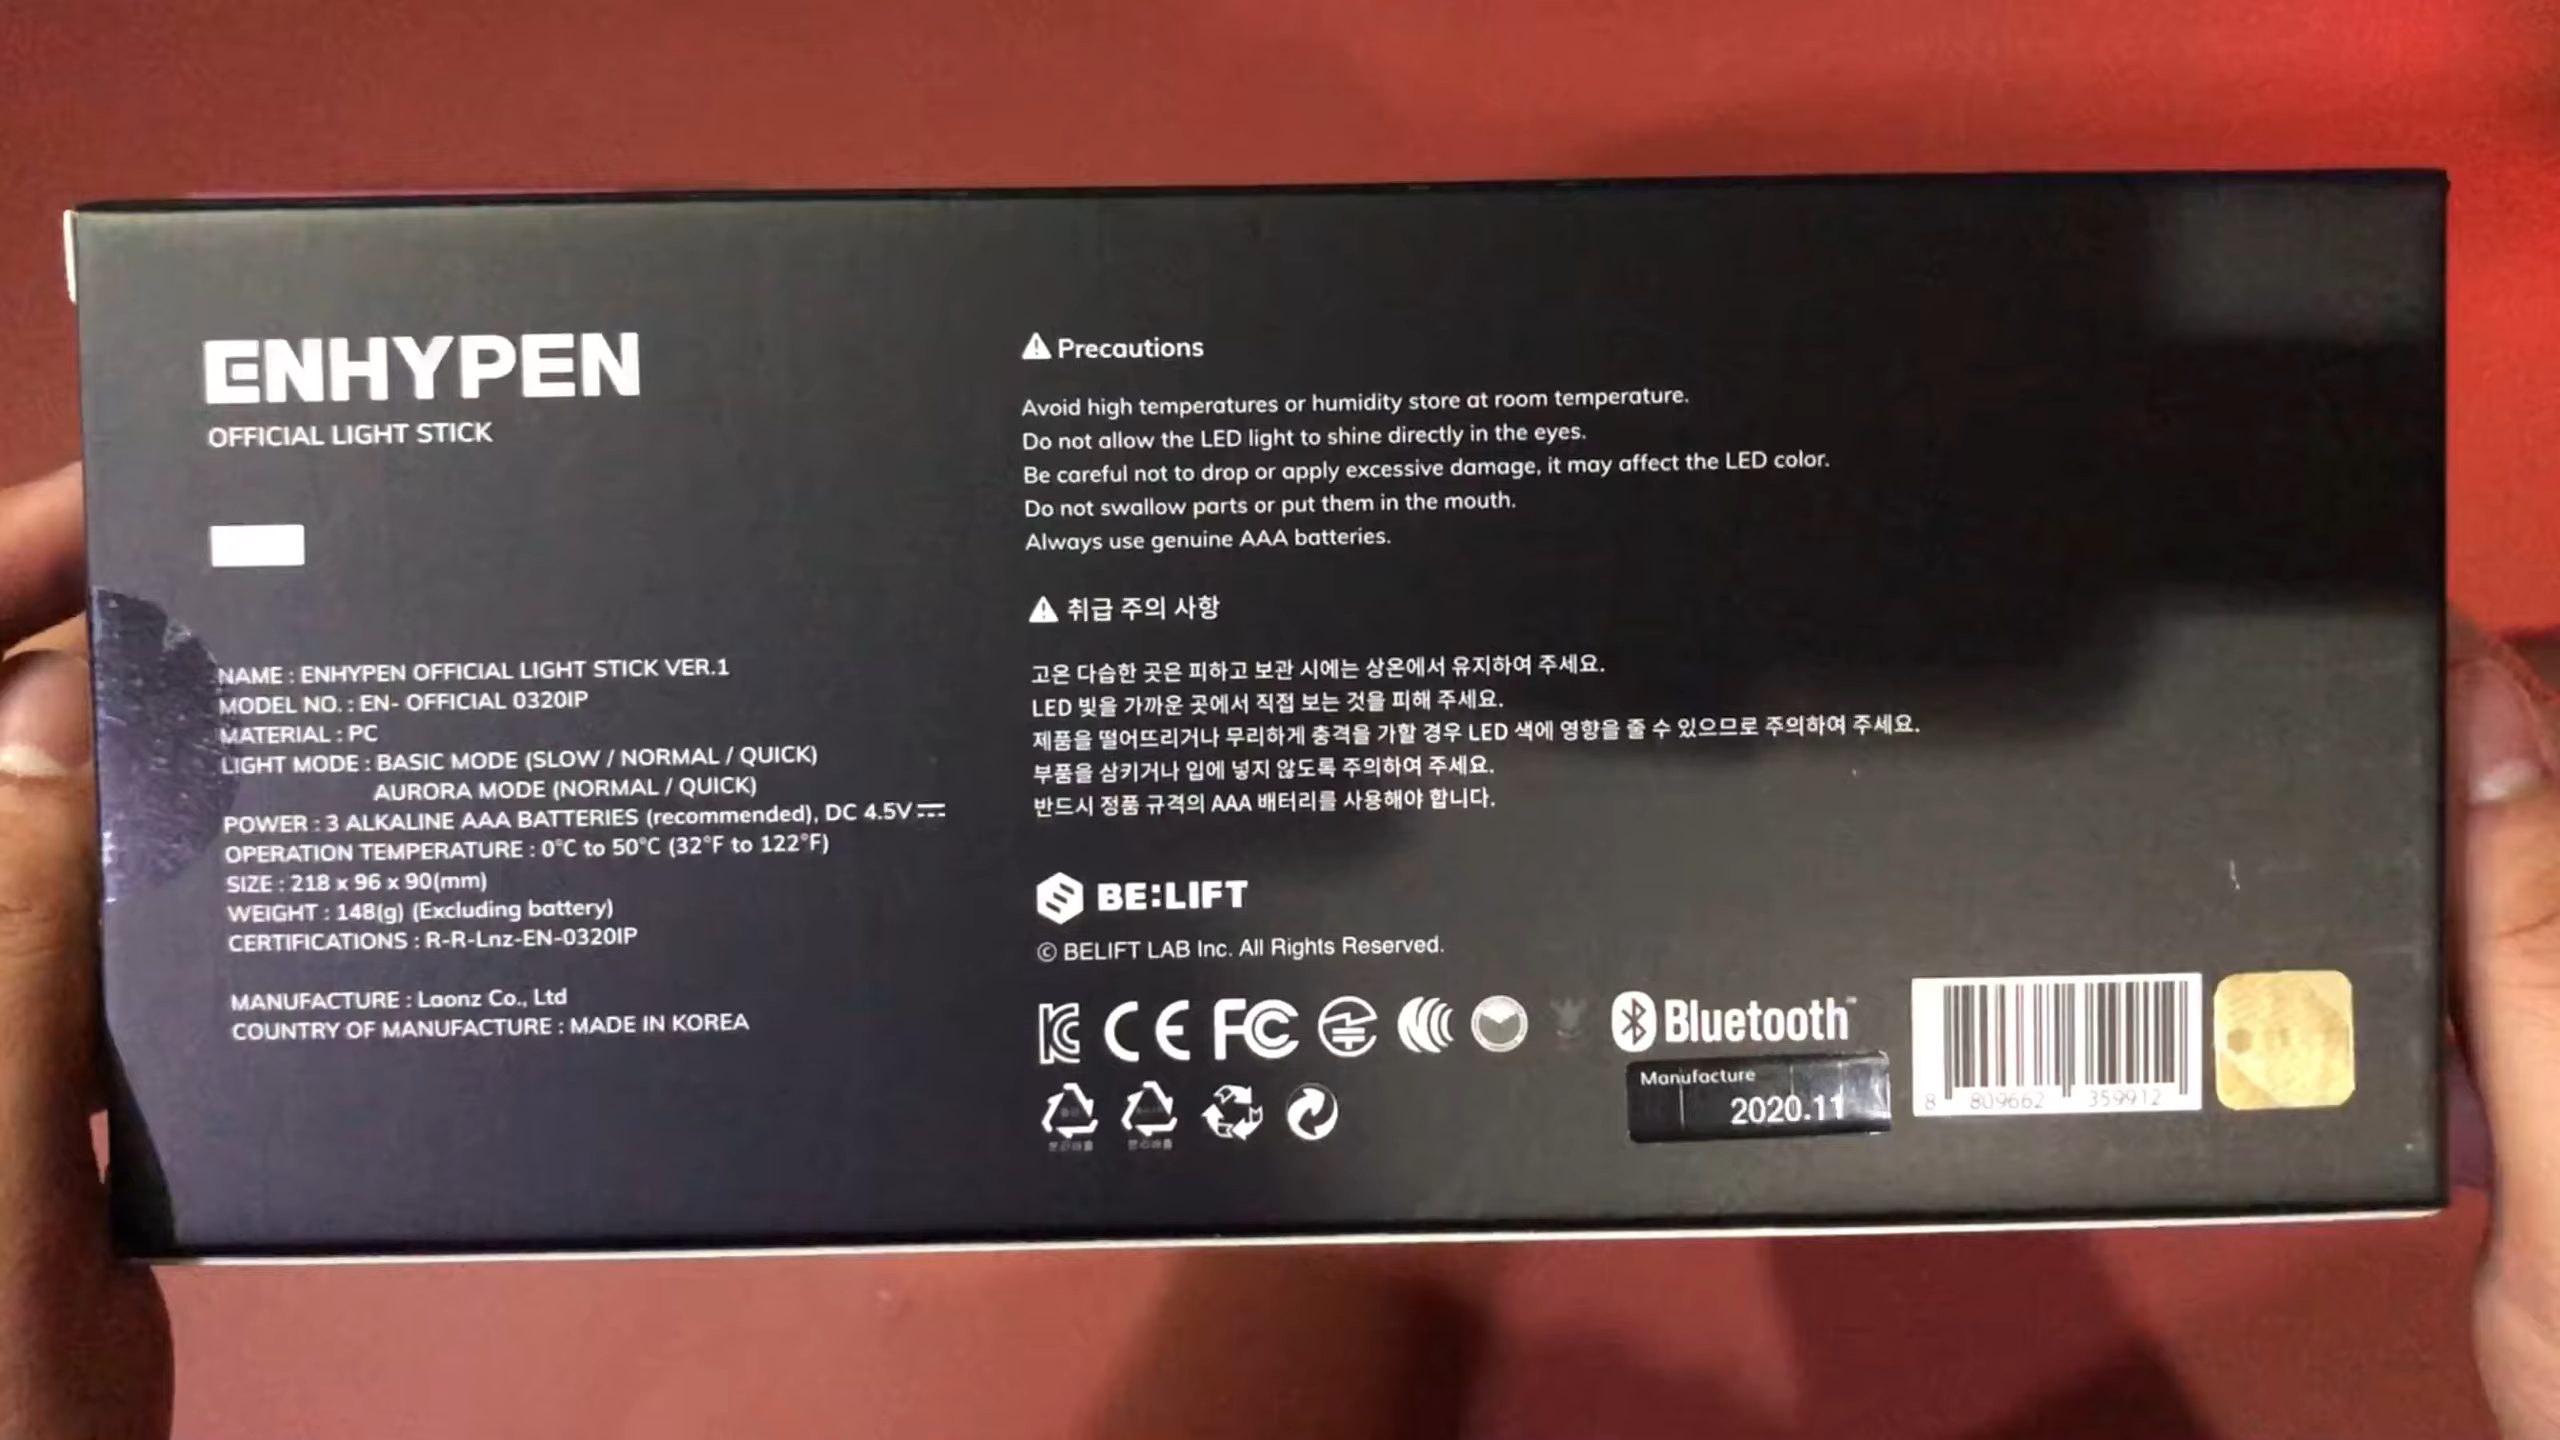 ENHYPEN
OFFICIAL LIGHT STICK
NAME : ENHYPEN OFFICIAL LIGHT STICK VER.1
MODEL NO. : EN- OFFICIAL 0320IP
MATERIAL : PC
LIGHT MODE : BASIC MODE (SLOW / NORMAL / QUICK)
AURORA MODE (NORMAL / QUICK)
POWER : 3 ALKALINE AAA BATTERIES (recommended), DC 4.5V
OPERATION TEMPERATURE : 0°C to 50°C (32°F to 122°F)
SIZE : 218 x 96 x 90(mm)
WEIGHT : 148(g) (Excluding battery)
CERTIFICATIONS : R-R-Lnz-EN-0320IP
MANUFACTURE : Laonz Co., Ltd
COUNTRY OF MANUFACTURE : MADE IN KOREA
Precautions
Avoid high temperatures or humidity store at room temperature.
Do not allow the LED light to shine directly in the eyes.
Be careful not to drop or apply excessive damage, it may affect the LED color.
Do not swallow parts or put them in the mouth.
Always use genuine AAA batteries.
취급 주의 사항
고온 다습한 곳은 피하고 보관 시에는 상온에서 유지하여 주세요.
LED 빛을 가까운 곳에서 직접 보는 것을 피해 주세요.
제품을 떨어뜨리거나 무리하게 충격을 가할 경우 LED 색에 영향을 줄 수 있으므로 주의하여 주세요.
부품을 삼키거나 입에 넣지 않도록 주의하여 주세요.
반드시 정품 규격의 AAA 배터리를 사용해야 합니다.
BE:LIFT
© BELIFT LAB Inc. All Rights Reserved.
CE FC Bluetooth™
Manufacture
2020.11
8 809662 359912